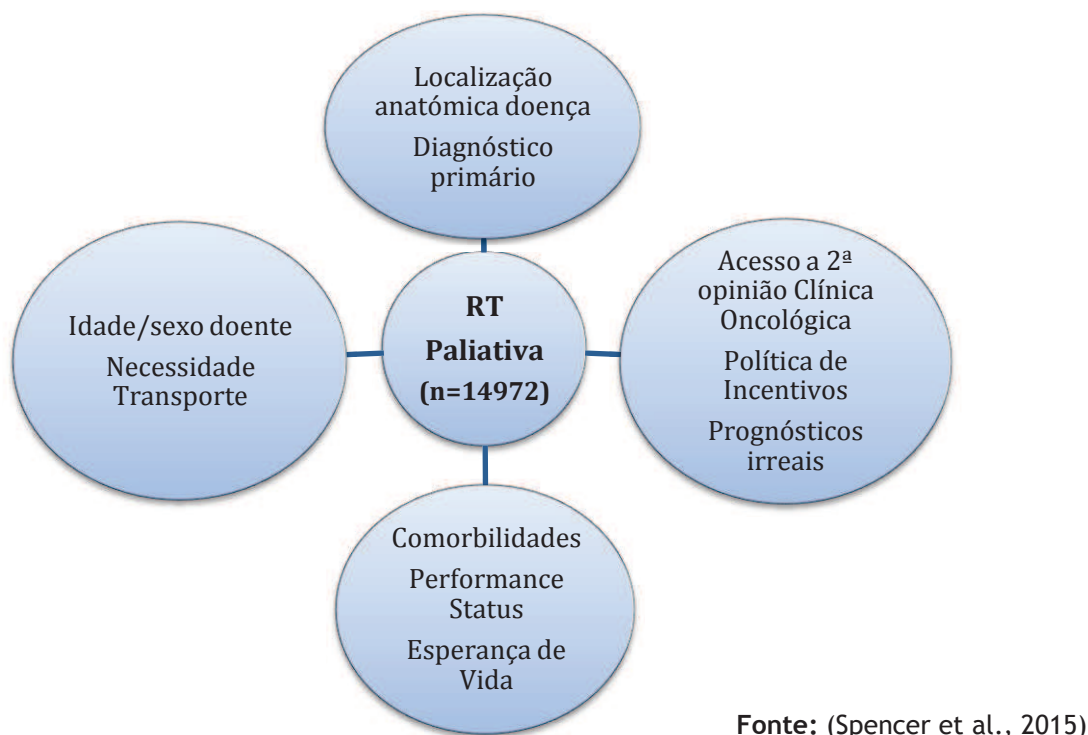 Localização
anatómica doença
Diagnóstico
primário
Idade/sexo doente
Necessidade
Transporte
RT
Paliativa
(n=14972)
Acesso a 2ª
opinião Clínica
Oncológica
Política de
Incentivos
Prognósticos
irreais
Comorbilidades
Performance
Status
Esperança de
Vida
Fonte: (Spencer et al., 2015)